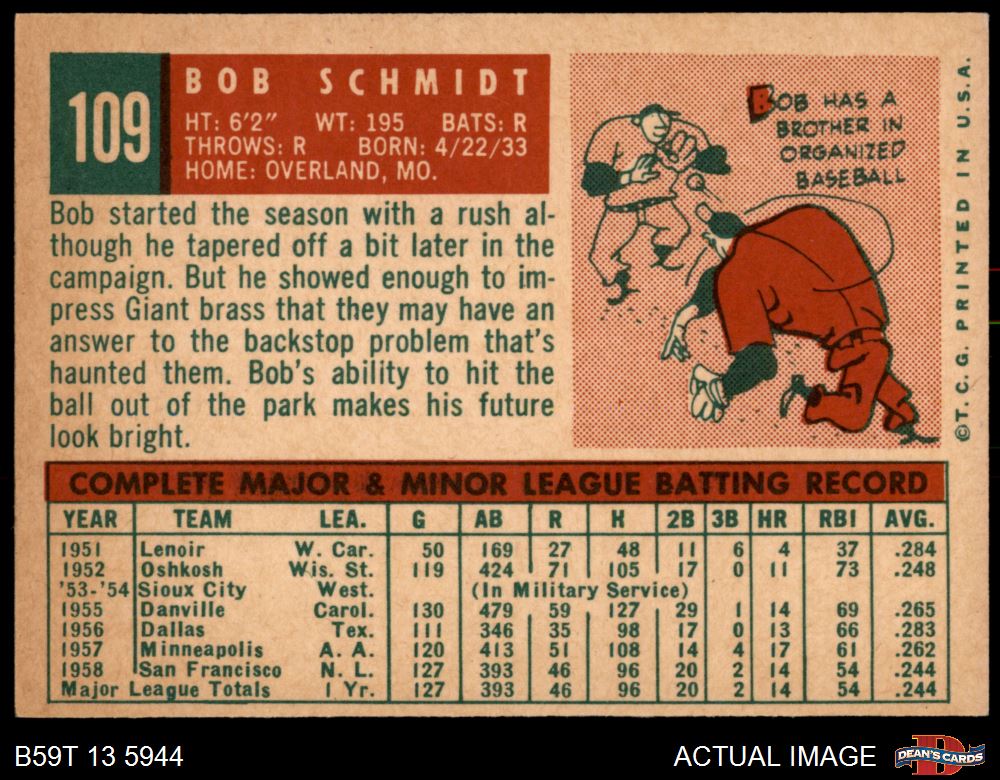 109
BOB SCHMIDT
HT: 6'2" WT: 195 BATS: R
THROWS: R BORN: 4/22/33
HOME: OVERLAND, MO.
Bob started the season with a rush al-
though he tapered off a bit later in the
campaign. But he showed enough to im-
press Giant brass that they may have an
answer to the backstop problem that's
haunted them. Bob's ability to hit the
ball out of the park makes his future
look bright.
BOB HAS A
BROTHER IN
ORGANIZED
BASEBALL
©T. C. G. PRINTED IN U.S.A.
COMPLETE MAJOR & MINOR LEAGUE BATTING RECORD
YEAR TEAM LEA. G AB R H 2B 3B HR RBI AVG.
1951 Lenoir W. Car. 50 169 27 48 11 6 4 37 .284
1952 Oshkosh Wis. St. 119 424 71 105 17 0 11 73 .248
'53-'54 Sioux City West. (In Military Service)
1955 Danville Carol. 130 479 59 127 29 1 14 69 .265
1956 Dallas Tex. 111 346 35 98 17 0 13 66 .283
1957 Minneapolis A. A. 120 413 51 108 14 4 17 61 .262
1958 San Francisco N. L. 127 393 46 96 20 2 14 54 .244
Major League Totals 1 Yr. 127 393 46 96 20 2 14 54 .244
B59T 13 5944
ACTUAL IMAGE
D
DEAN'S CARDS